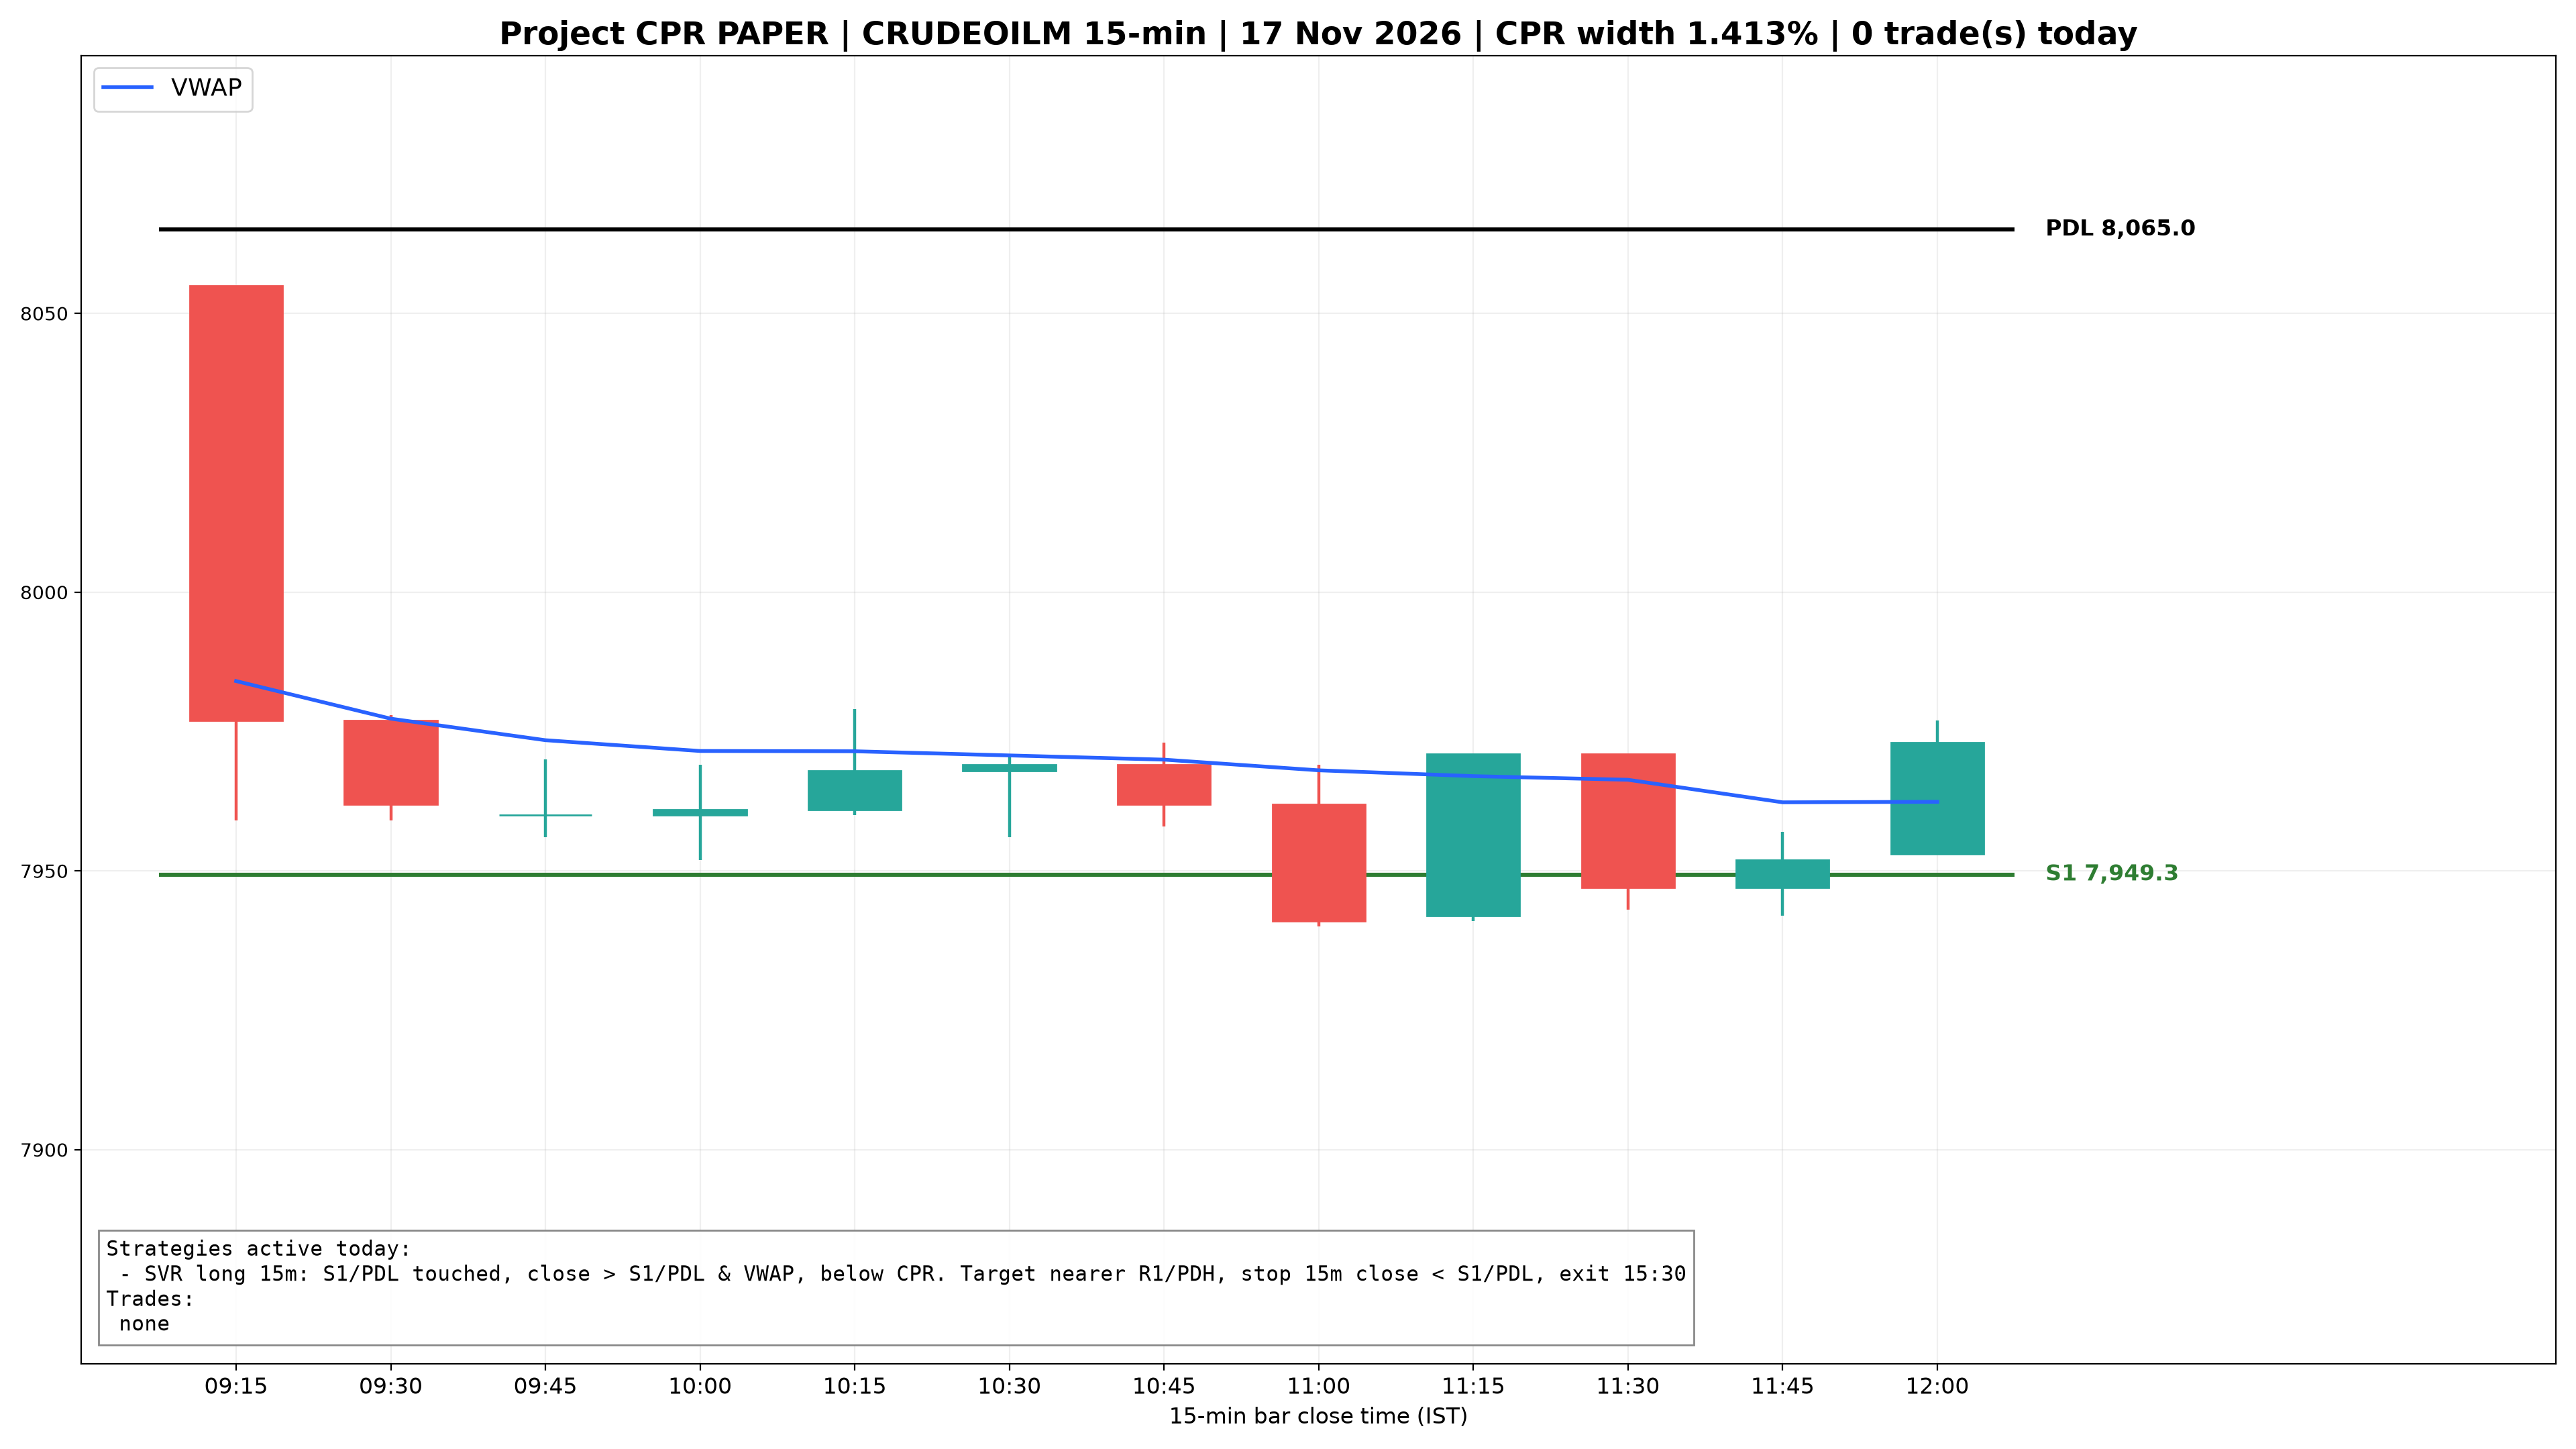 Project CPR PAPER | CRUDEOILM 15-min | 17 Nov 2026 | CPR width 1.413% | 0 trade(s) today
VWAP
PDL 8,065.0
8050
8000
7950
S1 7,949.3
7900
Strategies active today:
- SVR long 15m: S1/PDL touched, close > S1/PDL & VWAP, below CPR. Target nearer R1/PDH, stop 15m close < S1/PDL, exit 15:30
Trades:
none
09:15 09:30 09:45 10:00 10:15 10:30 10:45 11:00 11:15 11:30 11:45 12:00
15-min bar close time (IST)